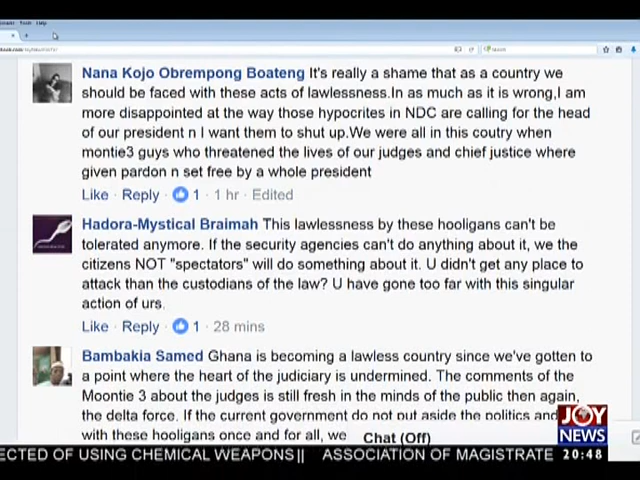 Tools Help
Nana Kojo Obrempong Boateng It's really a shame that as a country we
should be faced with these acts of lawlessness.In as much as it is wrong,I am
more disappointed at the way those hypocrites in NDC are calling for the head
of our president n I want them to shut up.We were all in this coutry when
montie3 guys who threatened the lives of our judges and chief justice where
given pardon n set free by a whole president
Like · Reply · 1 · 1 hr · Edited
Hadora-Mystical Braimah This lawlessness by these hooligans can't be
tolerated anymore. If the security agencies can't do anything about it, we the
citizens NOT "spectators" will do something about it. U didn't get any place to
attack than the custodians of the law? U have gone too far with this singular
action of urs.
Like · Reply · 1 · 28 mins
Bambakia Samed Ghana is becoming a lawless country since we've gotten to
a point where the heart of the judiciary is undermined. The comments of the
Moontie 3 about the judges is still fresh in the minds of the public then again,
the delta force. If the current government do not put aside the politics and
with these hooligans once and for all, we
Chat (Off)
JOY
NEWS
ECTED OF USING CHEMICAL WEAPONS|| ASSOCIATION OF MAGISTRATE
20:48